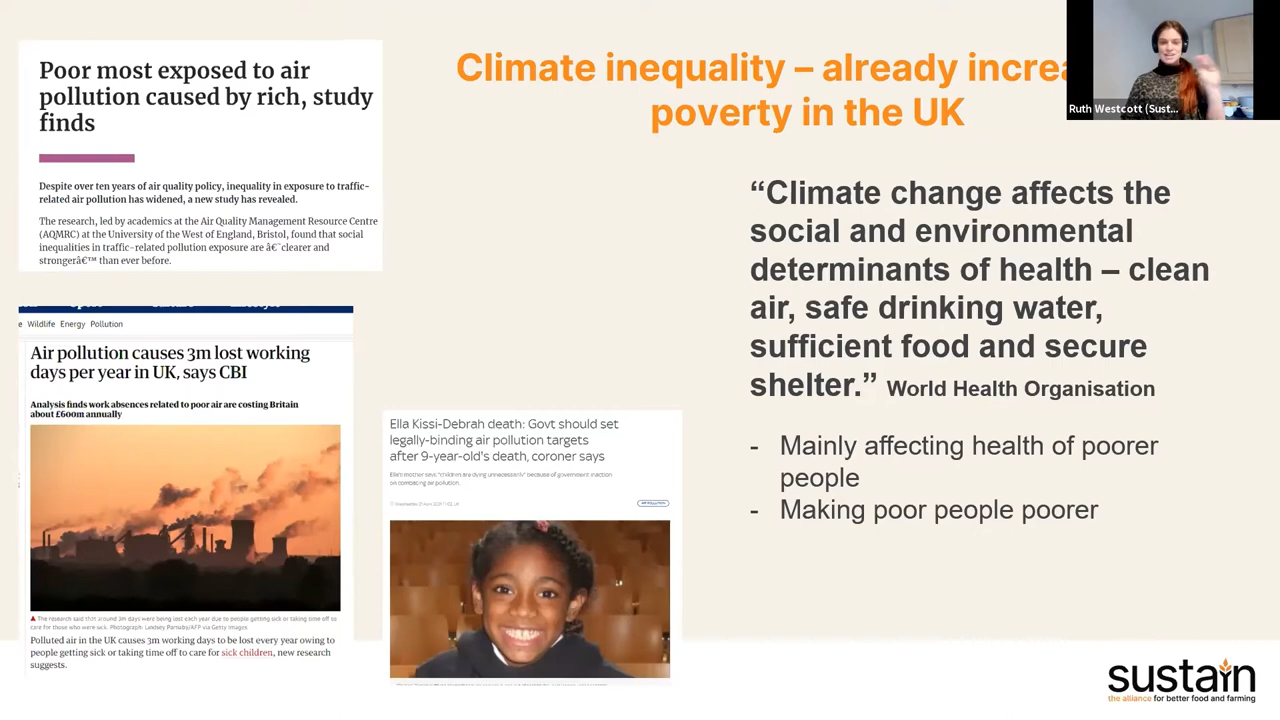 Poor most exposed to air
pollution caused by rich, study
finds
Despite over ten years of air quality policy, inequality in exposure to traffic-
related air pollution has widened, a new study has revealed.
The research, led by academics at the Air Quality Management Resource Centre
(AQMRC) at the University of the West of England, Bristol, found that social
inequalities in traffic-related pollution exposure are â€˜clearer and
strongerâ€™ than ever before.
Climate inequality – already increa
poverty in the UK
Ruth Westcott (Sust...
“Climate change affects the
social and environmental
determinants of health – clean
air, safe drinking water,
sufficient food and secure
shelter.” World Health Organisation
- Mainly affecting health of poorer
people
- Making poor people poorer
e Wildlife Energy Pollution
Air pollution causes 3m lost working
days per year in UK, says CBI
Analysis finds work absences related to poor air are costing Britain
about £600m annually
The research said that around 3m days were being lost each year due to people getting sick or taking time off to
care for those who were sick. Photograph: Lindsey Parnaby/AFP via Getty Images
Polluted air in the UK causes 3m working days to be lost every year owing to
people getting sick or taking time off to care for sick children, new research
suggests.
Ella Kissi-Debrah death: Govt should set
legally-binding air pollution targets
after 9-year-old's death, coroner says
Ella's mother says "children are dying unnecessarily" because of government inaction
on combating air pollution.
AIR POLLUTION
sustain
the alliance for better food and farming